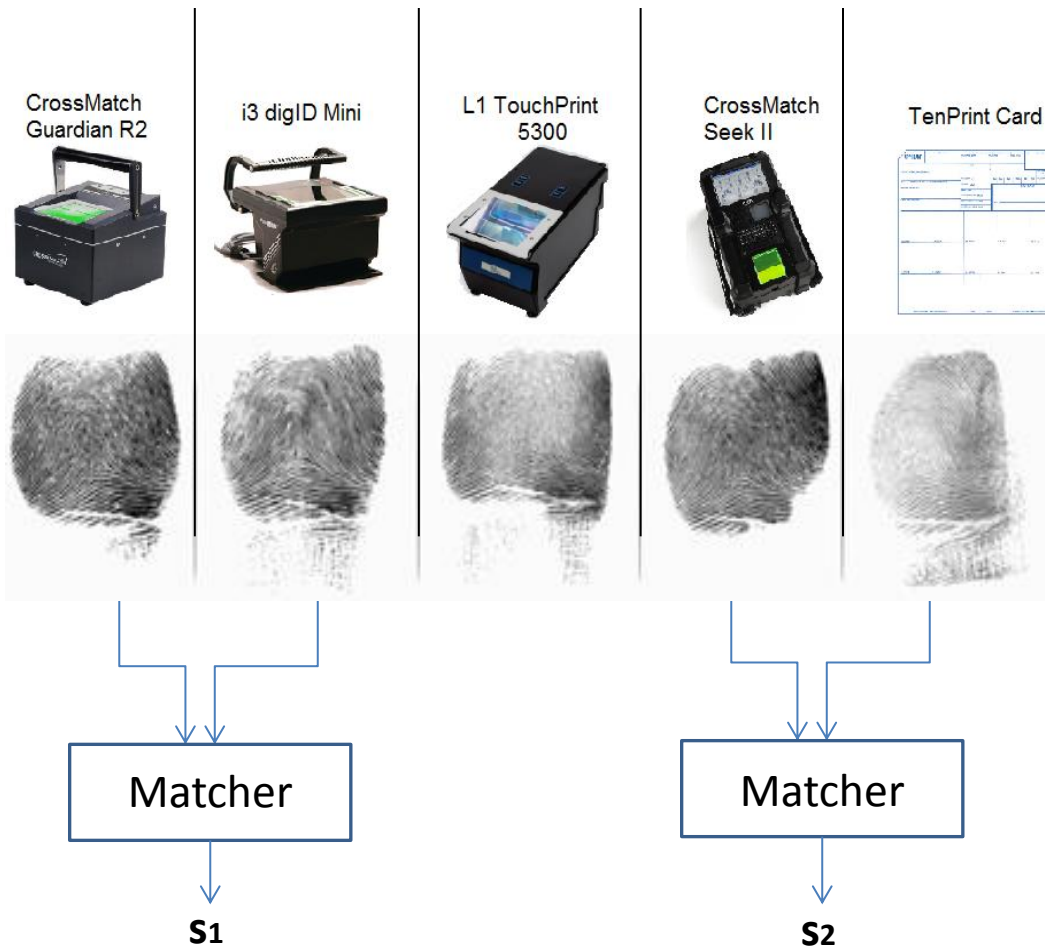 CrossMatch
Guardian R2
i3 digID Mini
L1 TouchPrint
5300
CrossMatch
Seek II
TenPrint Card
Matcher
Matcher
S1
S2